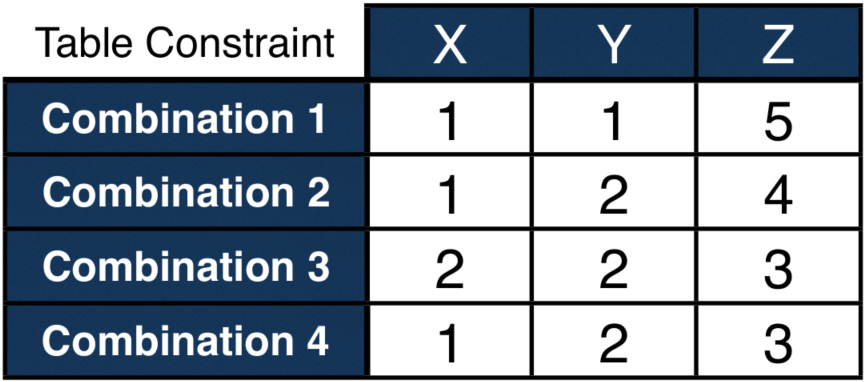 Table Constraint X Y Z
Combination 1 1 1 5
Combination 2 1 2 4
Combination 3 2 2 3
Combination 4 1 2 3